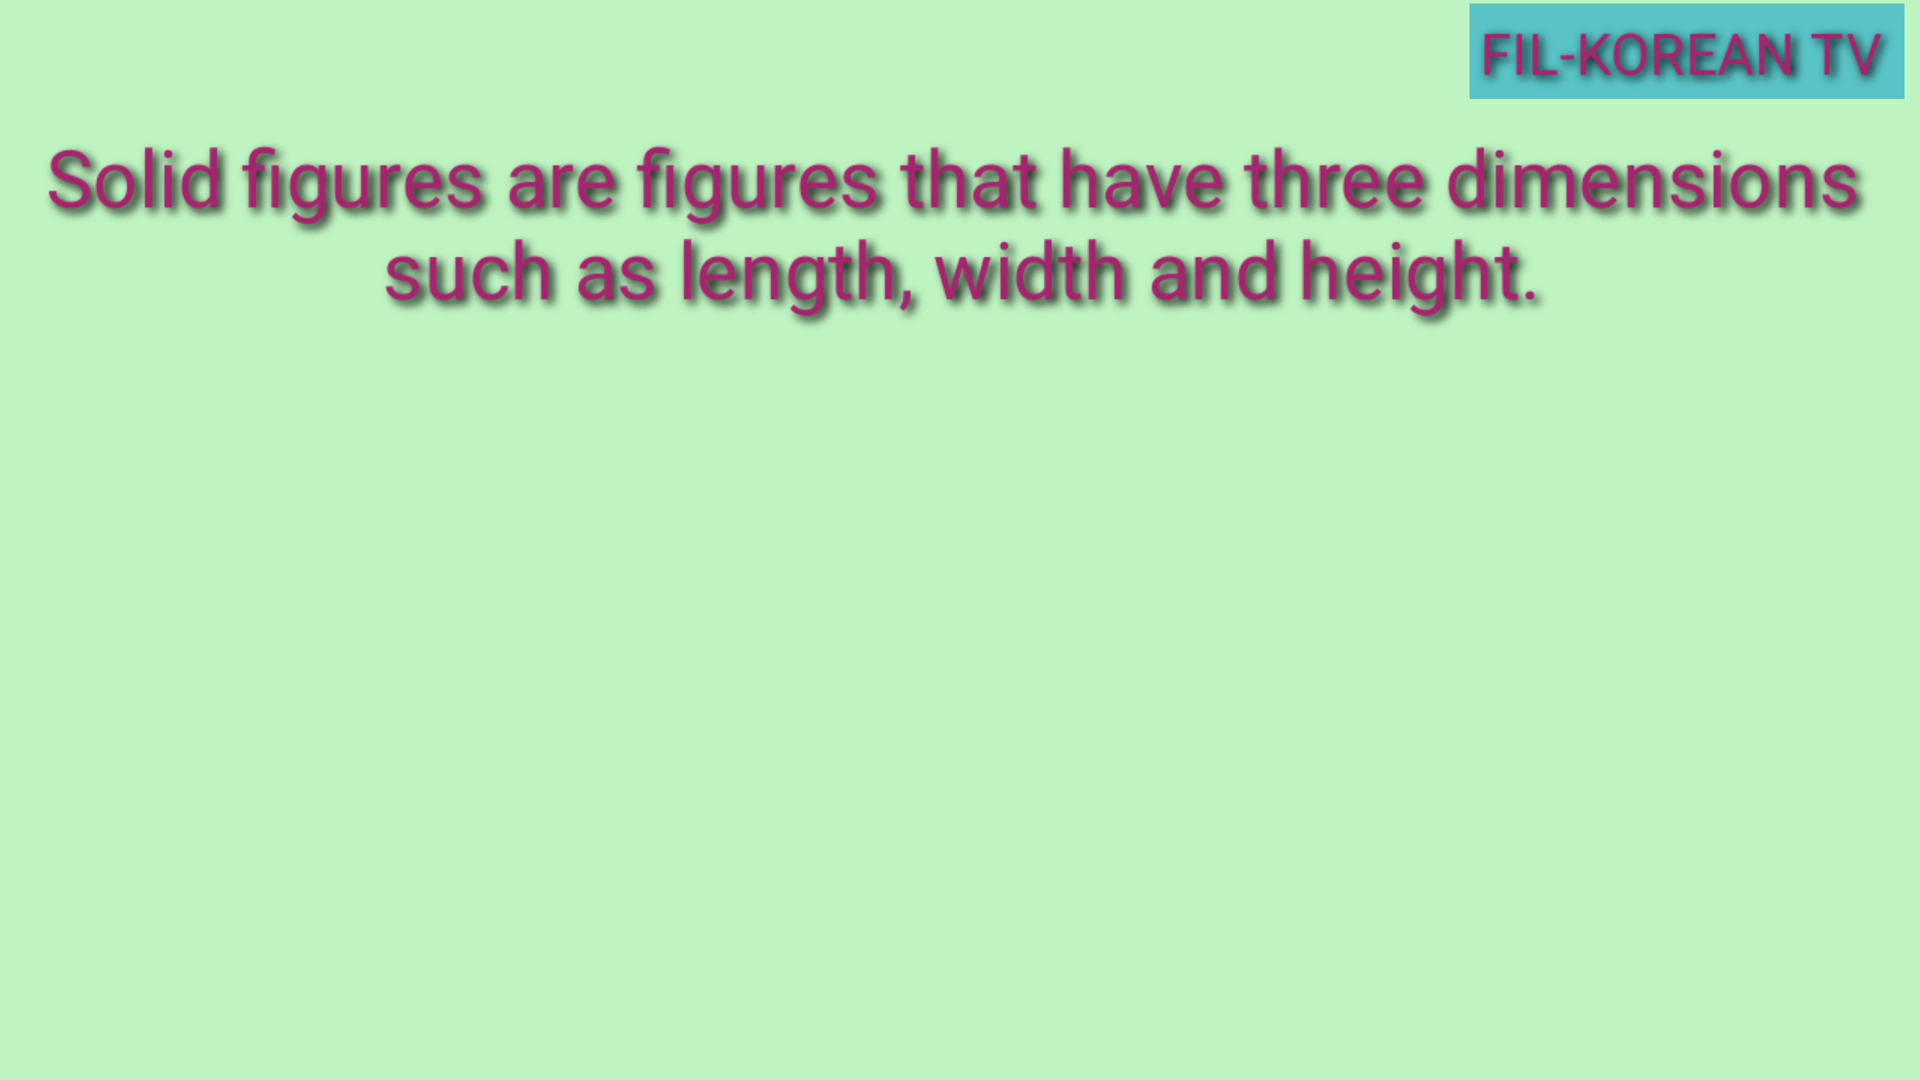 FIL-KOREAN TV
Solid figures are figures that have three dimensions
such as length, width and height.